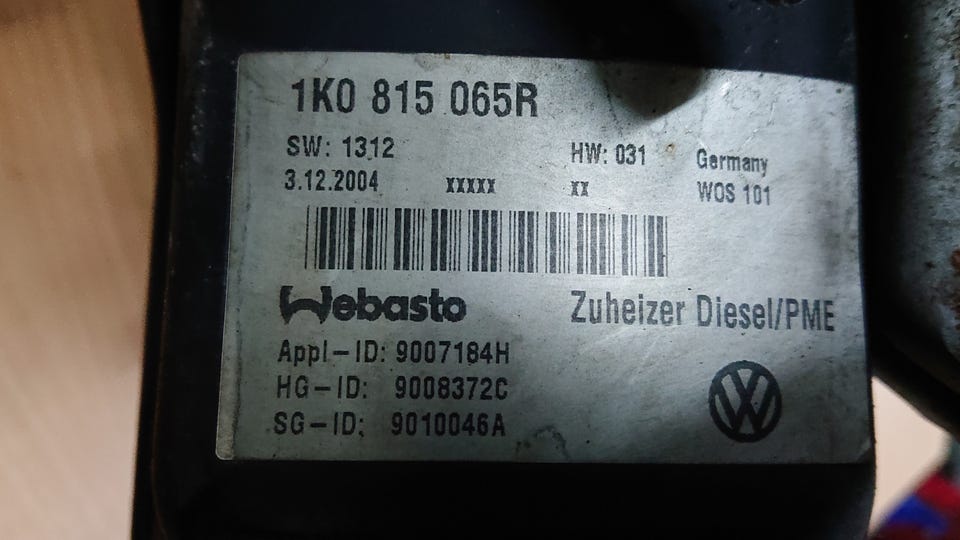 1K0 815 065R
SW: 1312 HW: 031 Germany
3.12.2004 XXXXX XX WOS 101
Webasto Zuheizer Diesel/PME
Appl-ID: 9007184H
HG-ID: 9008372C
SG-ID: 9010046A
VW